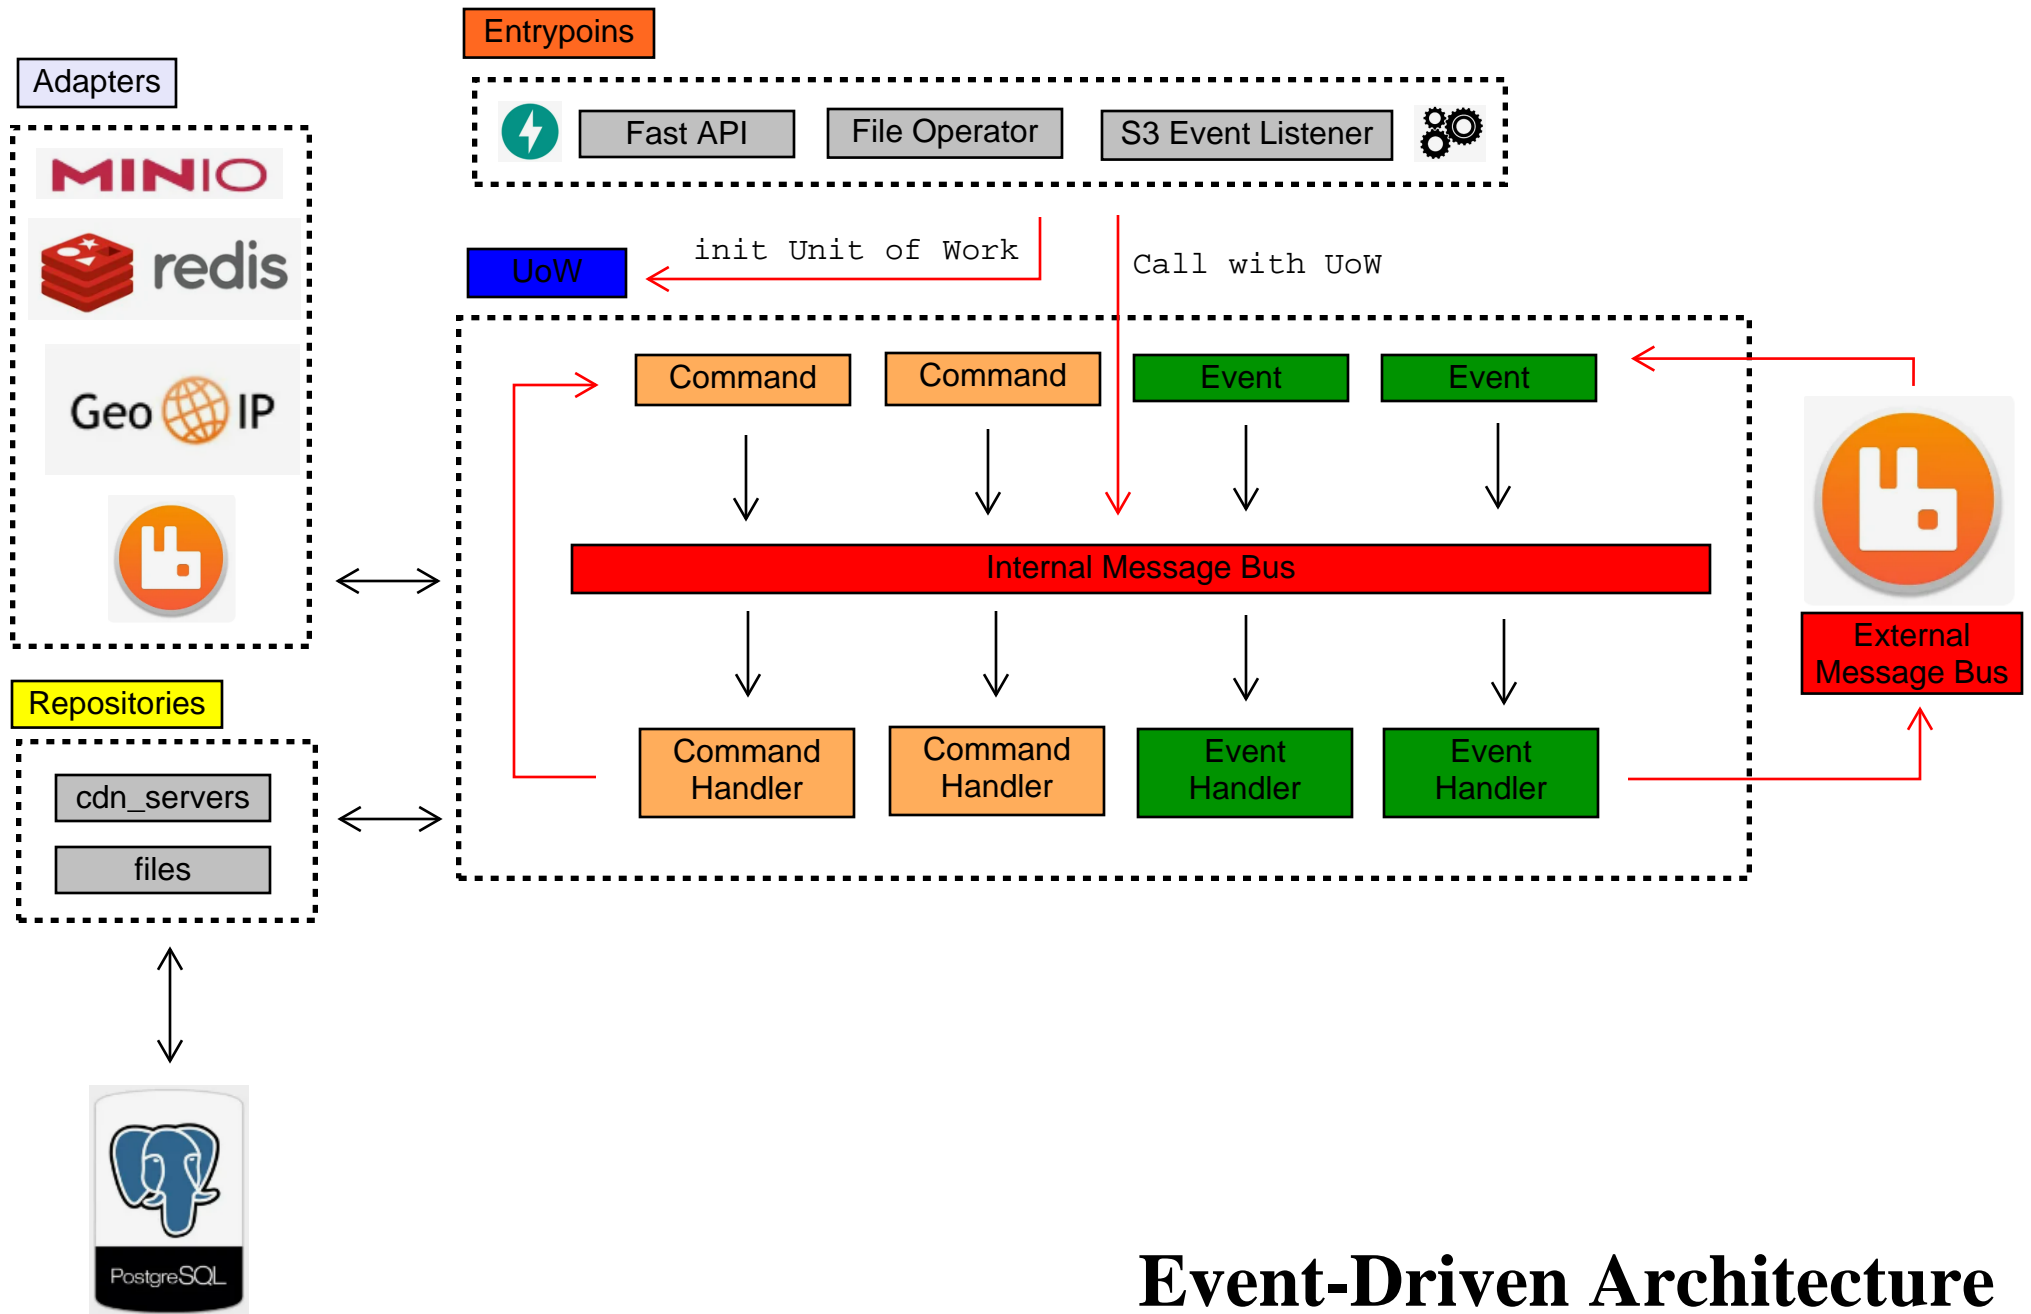 Entrypoins
Adapters
Fast API
File Operator
S3 Event Listener
MINIO
redis
Geo IP
init Unit of Work
Call with UoW
UoW
Command
Command
Event
Event
Internal Message Bus
External
Message Bus
Repositories
Command
Handler
Command
Handler
Event
Handler
Event
Handler
cdn_servers
files
PostgreSQL
Event-Driven Architecture